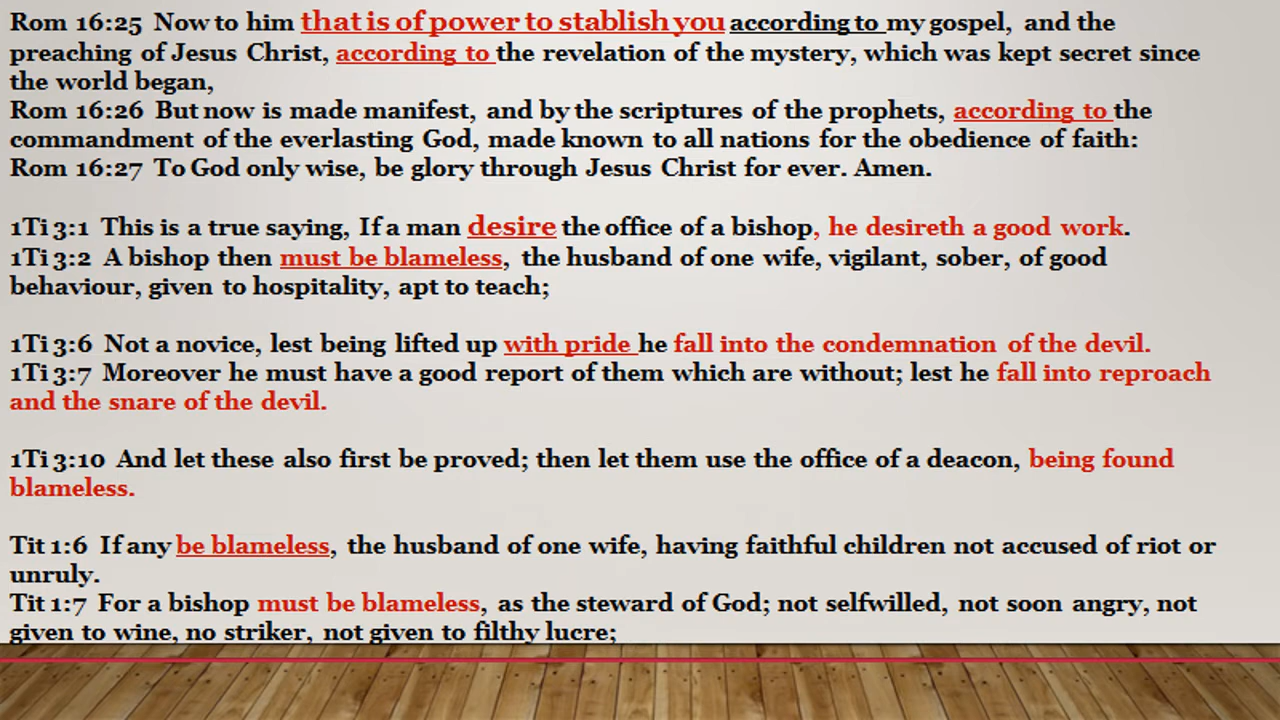 Rom 16:25 Now to him that is of power to stablish you according to my gospel, and the
preaching of Jesus Christ, according to the revelation of the mystery, which was kept secret since
the world began,
Rom 16:26 But now is made manifest, and by the scriptures of the prophets, according to the
commandment of the everlasting God, made known to all nations for the obedience of faith:
Rom 16:27 To God only wise, be glory through Jesus Christ for ever. Amen.
1Ti 3:1 This is a true saying, If a man desire the office of a bishop, he desireth a good work.
1Ti 3:2 A bishop then must be blameless, the husband of one wife, vigilant, sober, of good
behaviour, given to hospitality, apt to teach;
1Ti 3:6 Not a novice, lest being lifted up with pride he fall into the condemnation of the devil.
1Ti 3:7 Moreover he must have a good report of them which are without; lest he fall into reproach
and the snare of the devil.
1Ti 3:10 And let these also first be proved; then let them use the office of a deacon, being found
blameless.
Tit 1:6 If any be blameless, the husband of one wife, having faithful children not accused of riot or
unruly.
Tit 1:7 For a bishop must be blameless, as the steward of God; not selfwilled, not soon angry, not
given to wine, no striker, not given to filthy lucre;